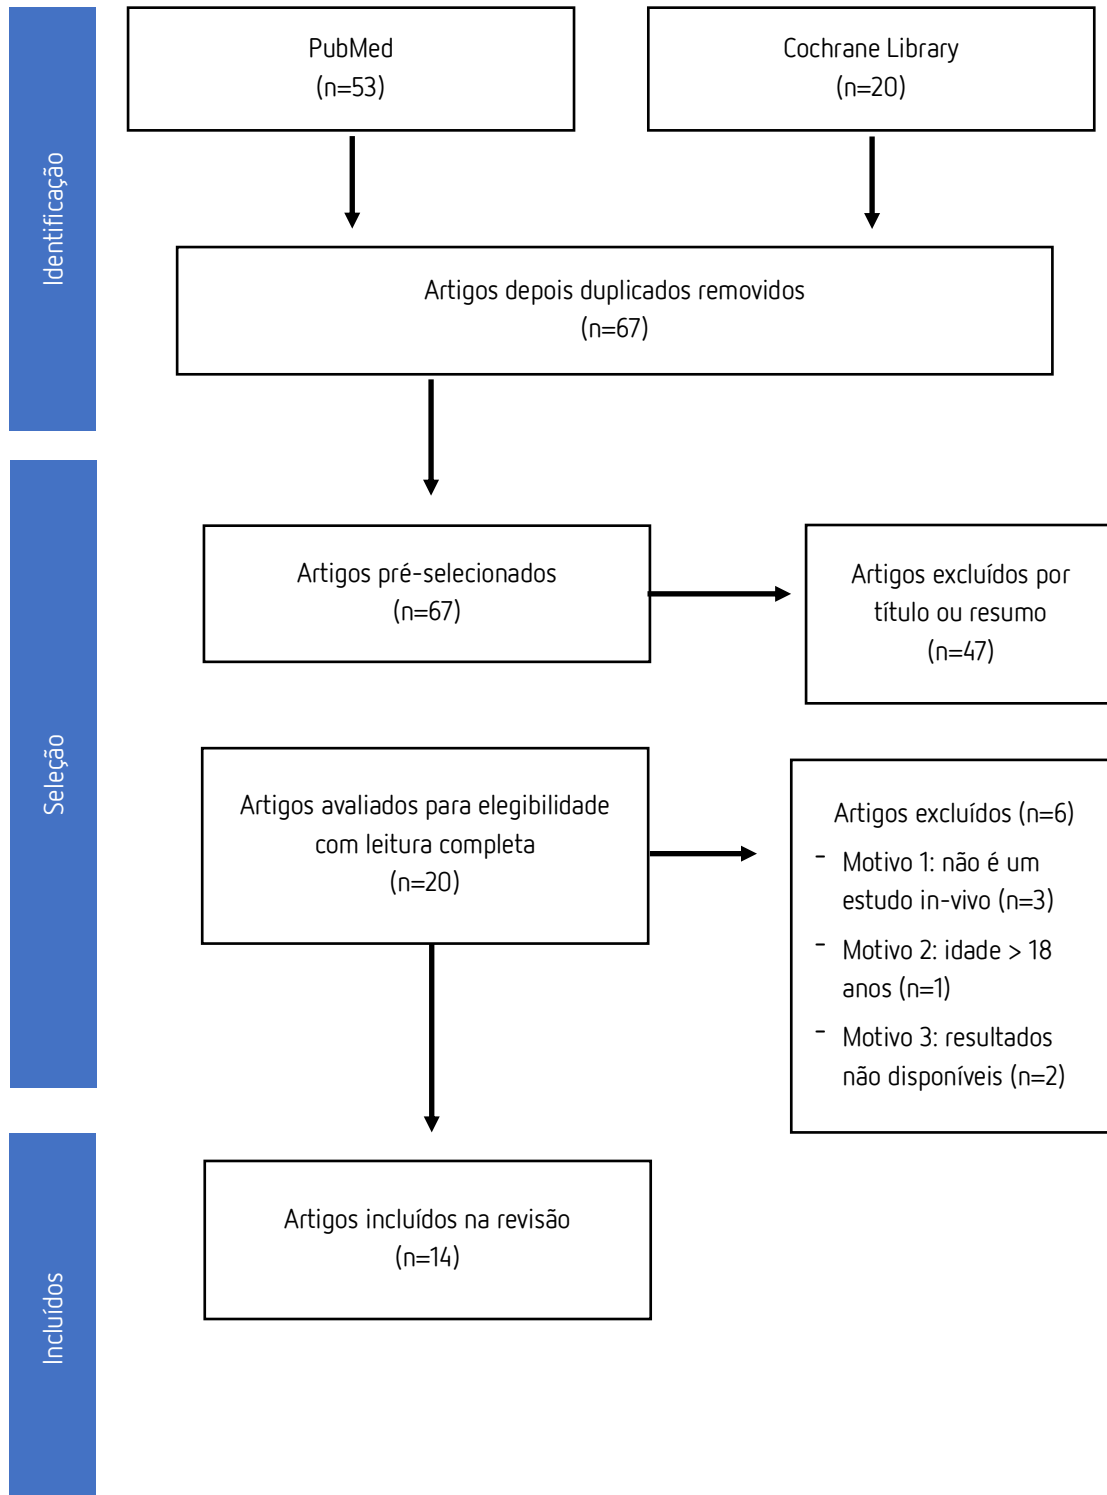 Identificação
PubMed
(n=53)
Cochrane Library
(n=20)
Artigos depois duplicados removidos
(n=67)
Seleção
Artigos pré-selecionados
(n=67)
Artigos excluídos por
título ou resumo
(n=47)
Artigos avaliados para elegibilidade
com leitura completa
(n=20)
Artigos excluídos (n=6)
- Motivo 1: não é um
estudo in-vivo (n=3)
- Motivo 2: idade > 18
anos (n=1)
- Motivo 3: resultados
não disponíveis (n=2)
Incluídos
Artigos incluídos na revisão
(n=14)